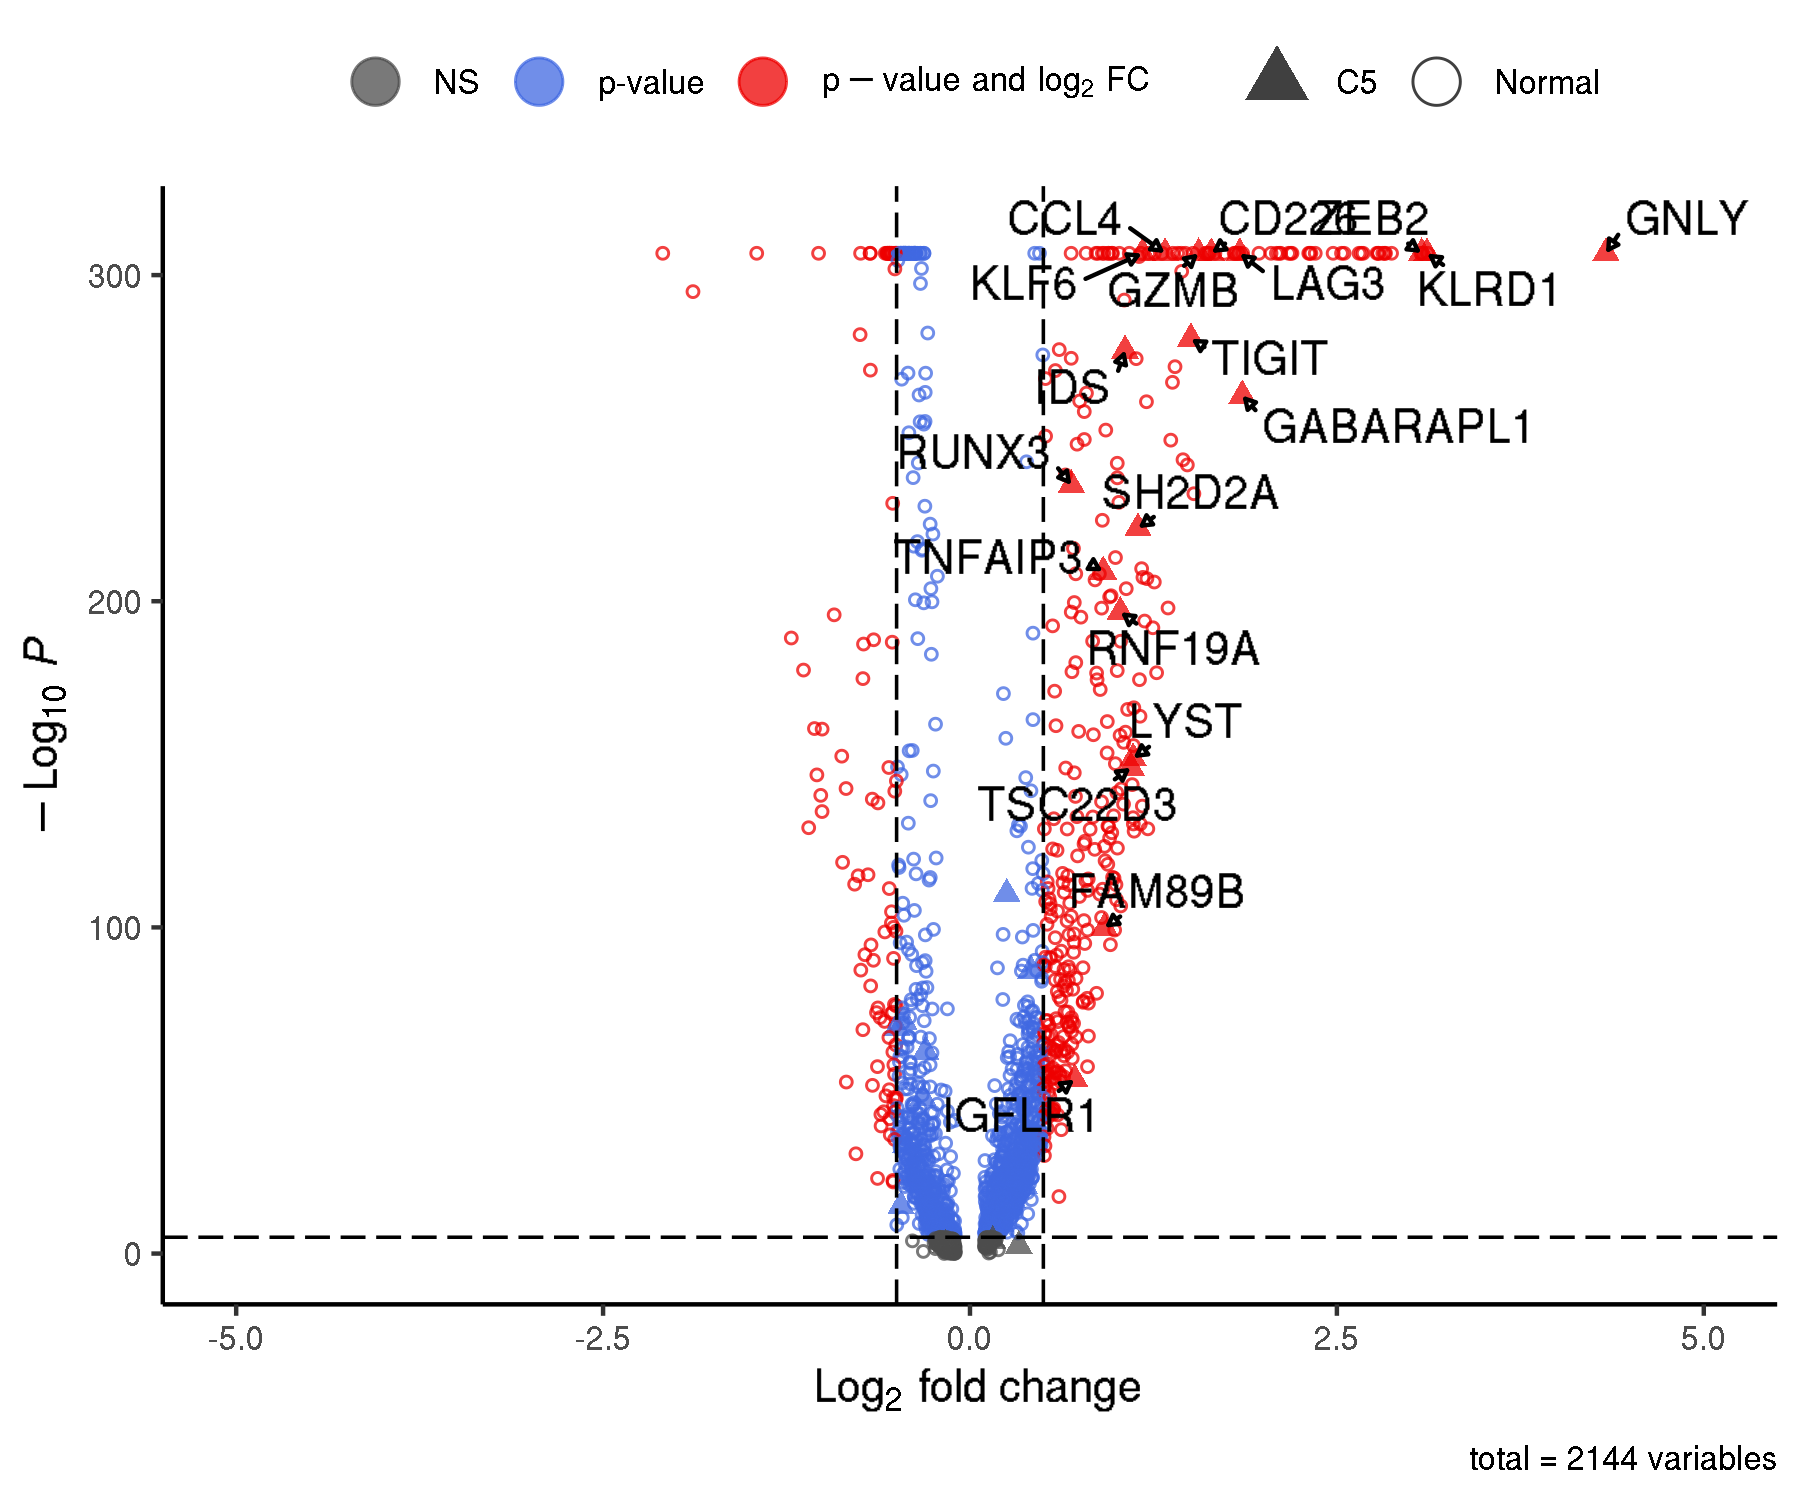 NS p-value p − value and log2 FC C5 Normal
CCL4 CD226 ZEB2 GNLY
KLF6 GZMB LAG3 KLRD1
TIGIT
IDS
GABARAPL1
RUNX3
SH2D2A
TNFAIP3
RNF19A
LYST
TSC22D3
FAM89B
IGFLR1
300
200
100
0
− Log10 P
-5.0 -2.5 0.0 2.5 5.0
Log2 fold change
total = 2144 variables